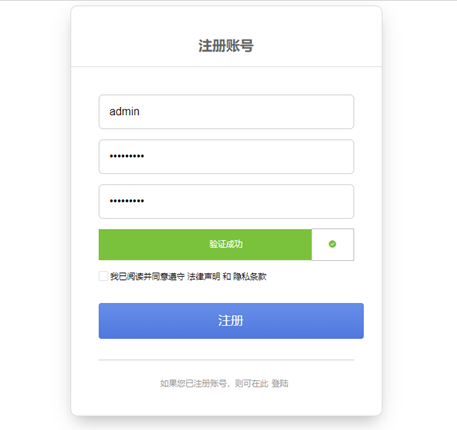 注册账号
admin
•••••••••
•••••••••
验证成功
我已阅读并同意遵守 法律声明 和 隐私条款
注册
如果您已注册账号，则可在此 登陆